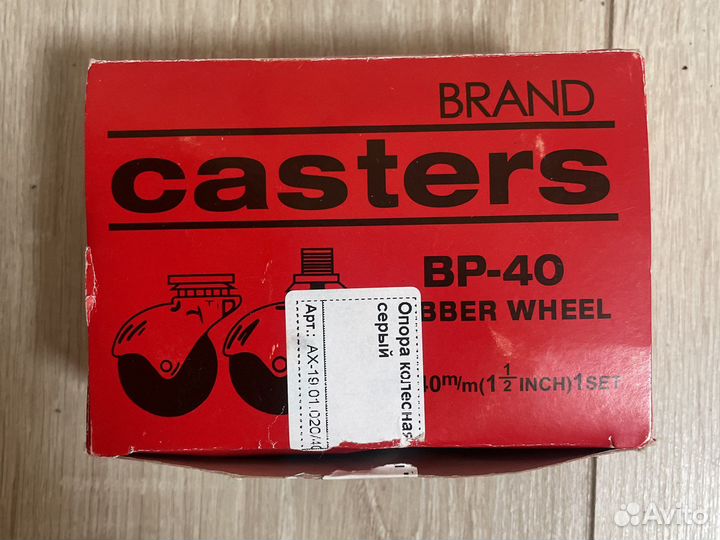 BRAND
casters
BP-40
BBER WHEEL
40m/m(1 1/2 INCH)1SET
Опора колесная
серый
Арт.: AX-19.01.020/40
Avito